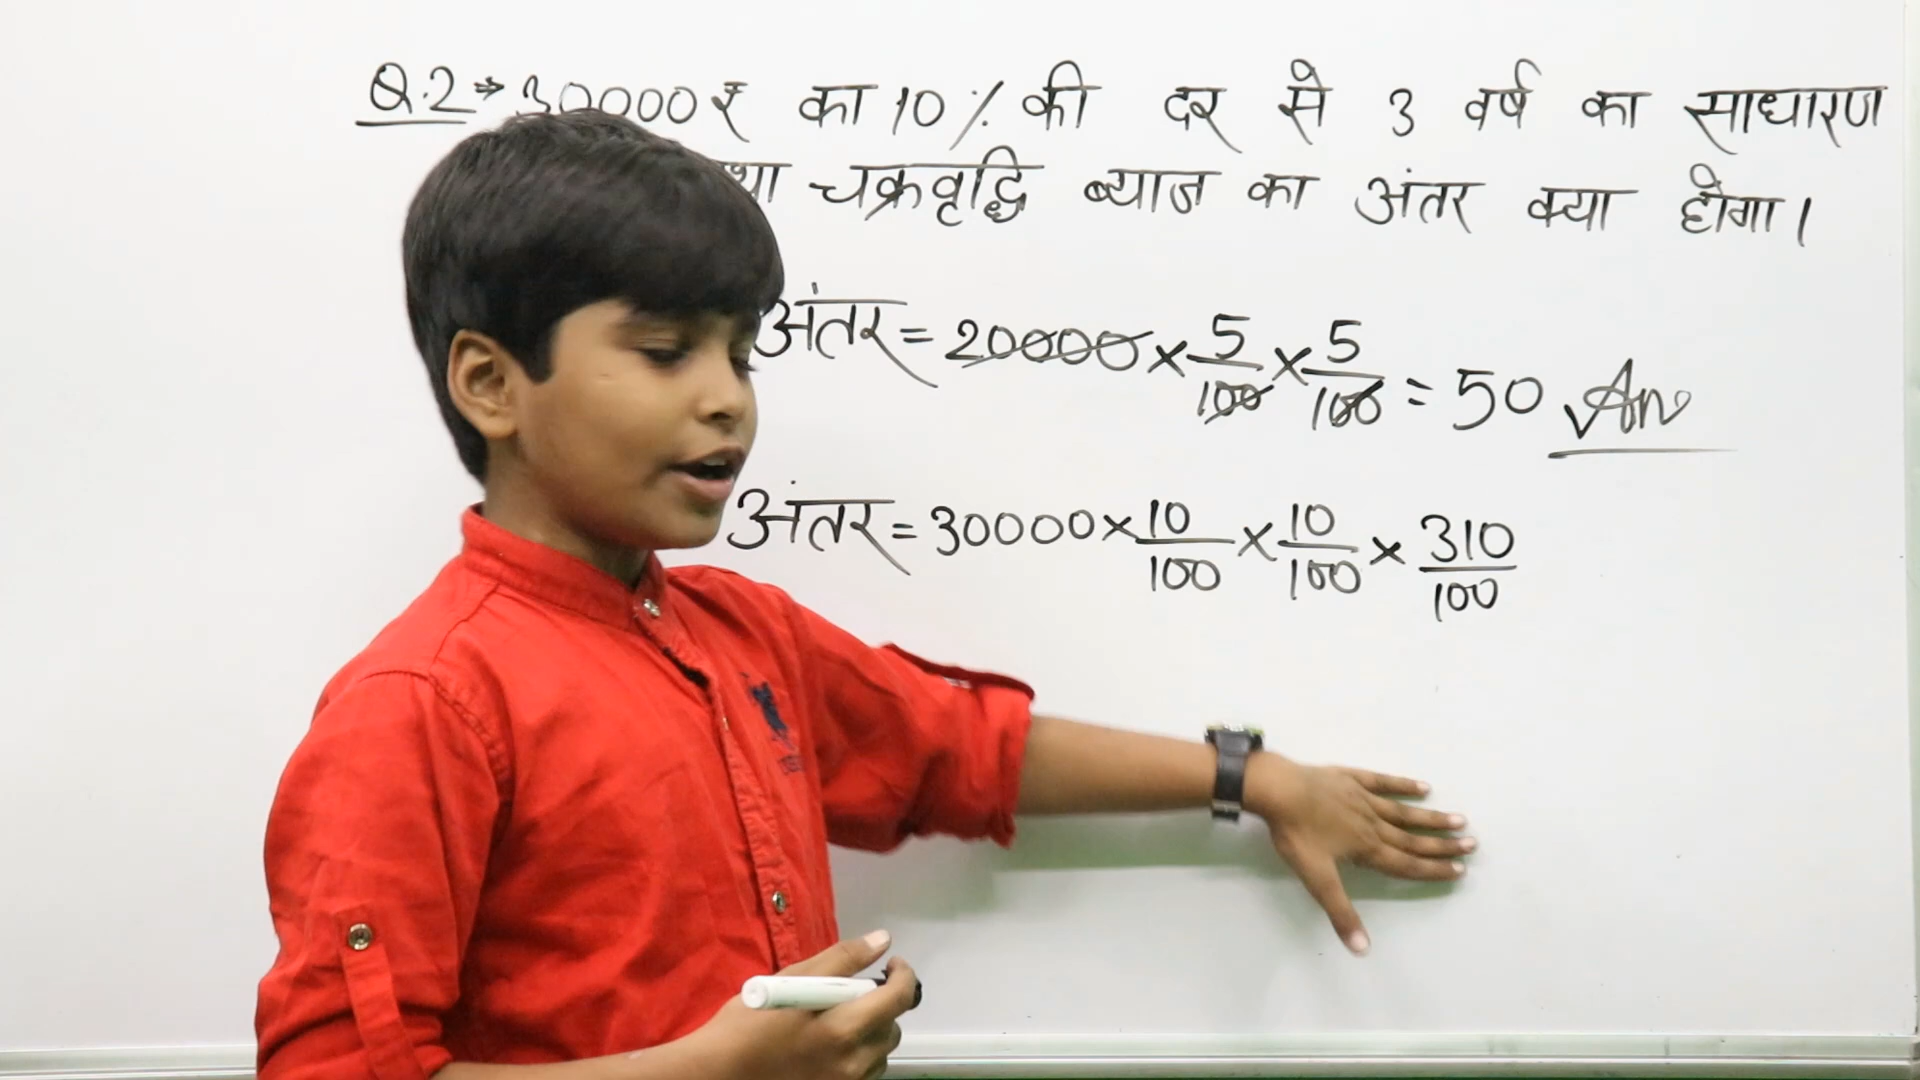 Q.2⇒ 30000₹ का 10% की दर से 3 वर्ष का साधारण
चक्रवृद्धि ब्याज का अंतर क्या होगा।
अंतर = 20000 × 5/100 × 5/100 = 50 Ans
अंतर = 30000 × 10/100 × 10/100 × 310/100